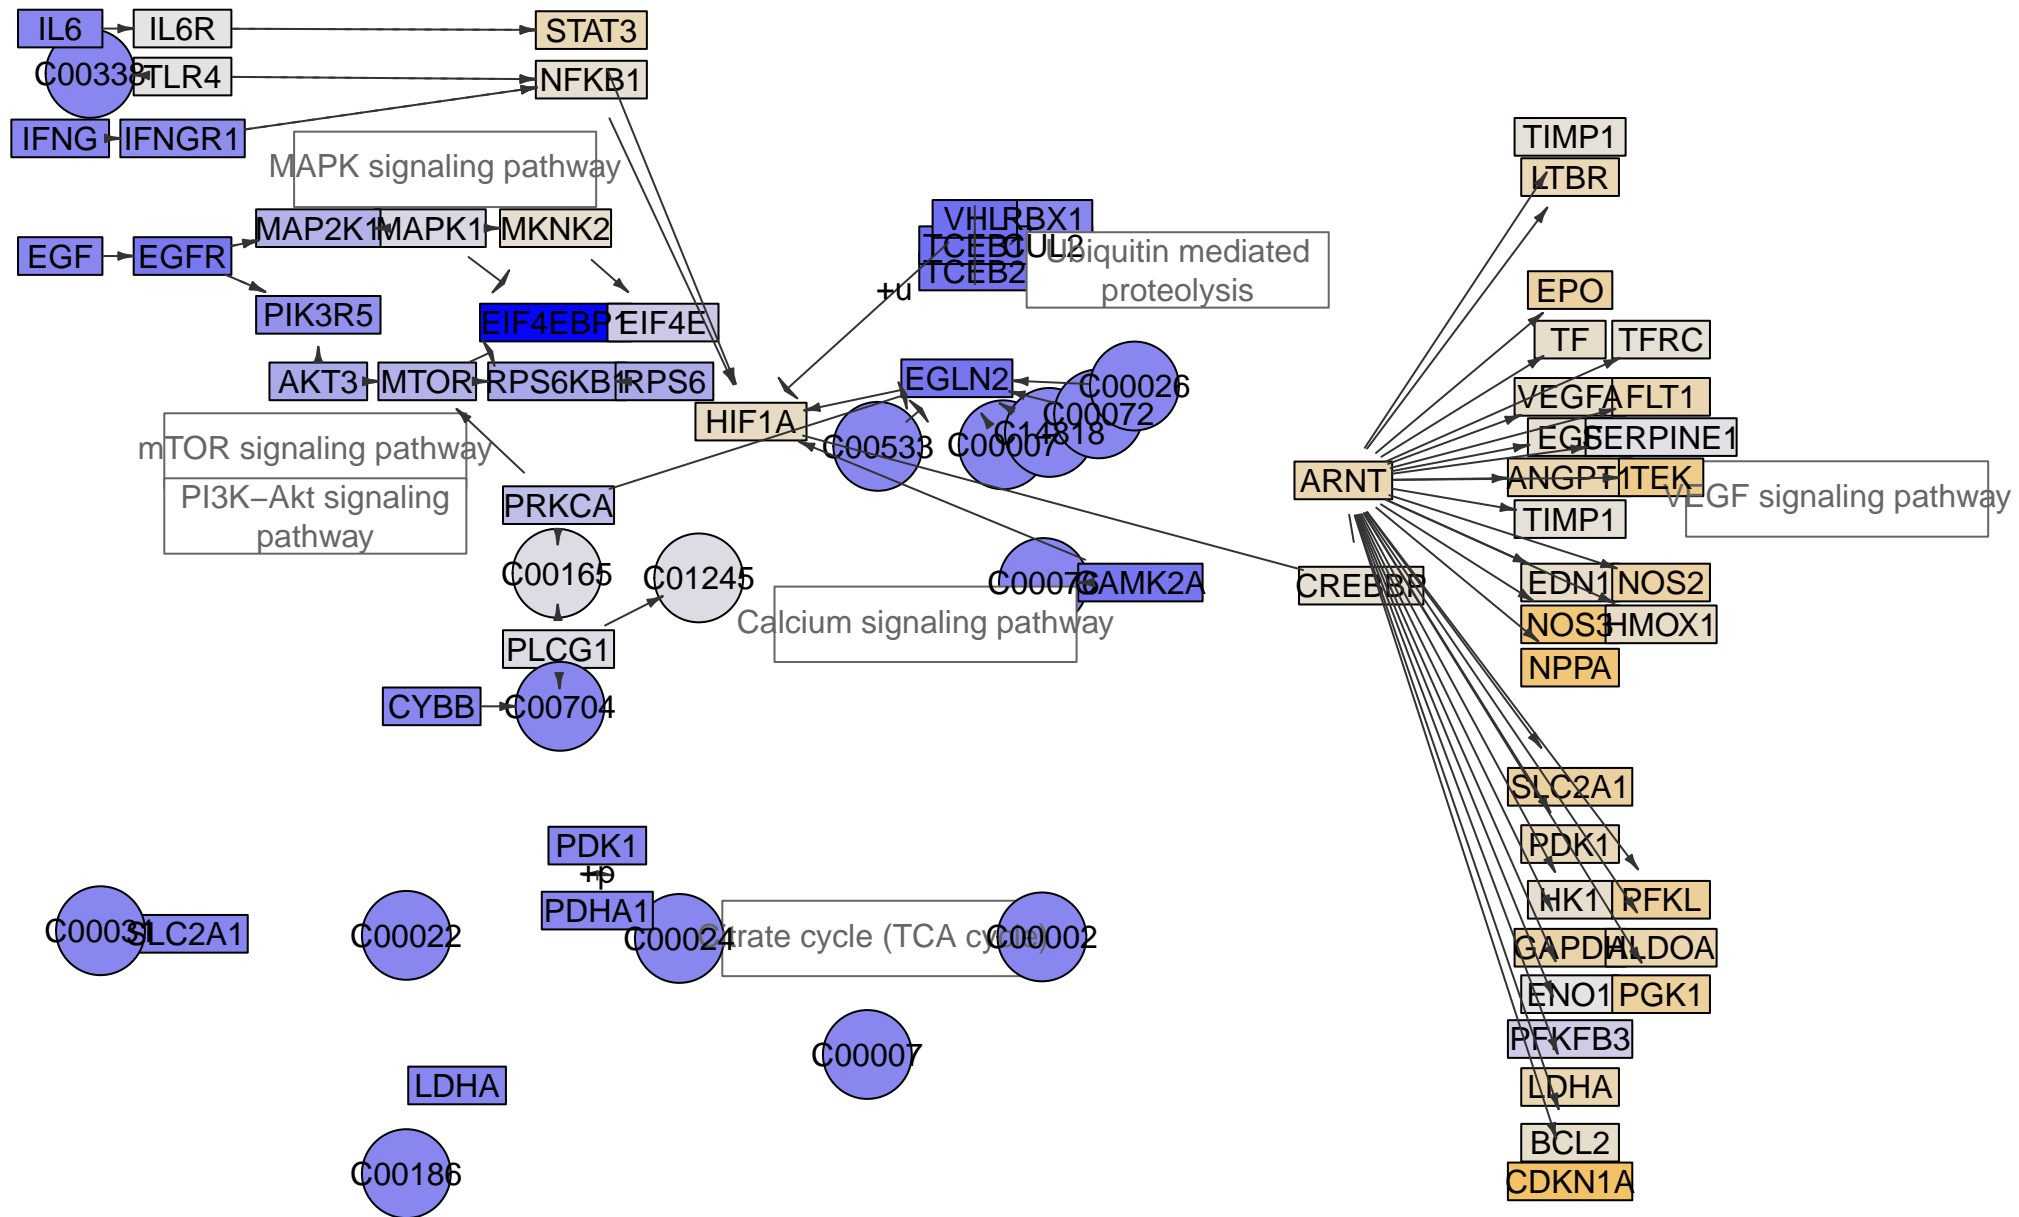 IL6
IL6R
STAT3
C00338
TLR4
NFKB1
IFNG
IFNGR1
MAPK signaling pathway
TIMP1
LTBR
MAP2K1
MAPK1
MKNK2
VHL
RBX1
EGF
EGFR
TCEB1
CUL2
TCEB2
Ubiquitin mediated
proteolysis
+u
EPO
PIK3R5
EIF4EBP1
EIF4E
TF
TFRC
AKT3
MTOR
RPS6KB1
RPS6
EGLN2
C00026
C00072
C14818
C00007
C00533
HIF1A
VEGFA
FLT1
EGF
SERPINE1
mTOR signaling pathway
PI3K–Akt signaling
pathway
ARNT
ANGPT1
TEK
VEGF signaling pathway
PRKCA
TIMP1
C00165
C01245
C00076
CAMK2A
CREBBP
EDN1
NOS2
Calcium signaling pathway
NOS3
HMOX1
PLCG1
NPPA
CYBB
C00704
SLC2A1
PDK1
+p
PDK1
PDHA1
HK1
PFKL
C00031
SLC2A1
C00022
C00024
Citrate cycle (TCA cycle)
C00002
GAPDH
ALDOA
ENO1
PGK1
C00007
PFKFB3
LDHA
LDHA
BCL2
C00186
CDKN1A